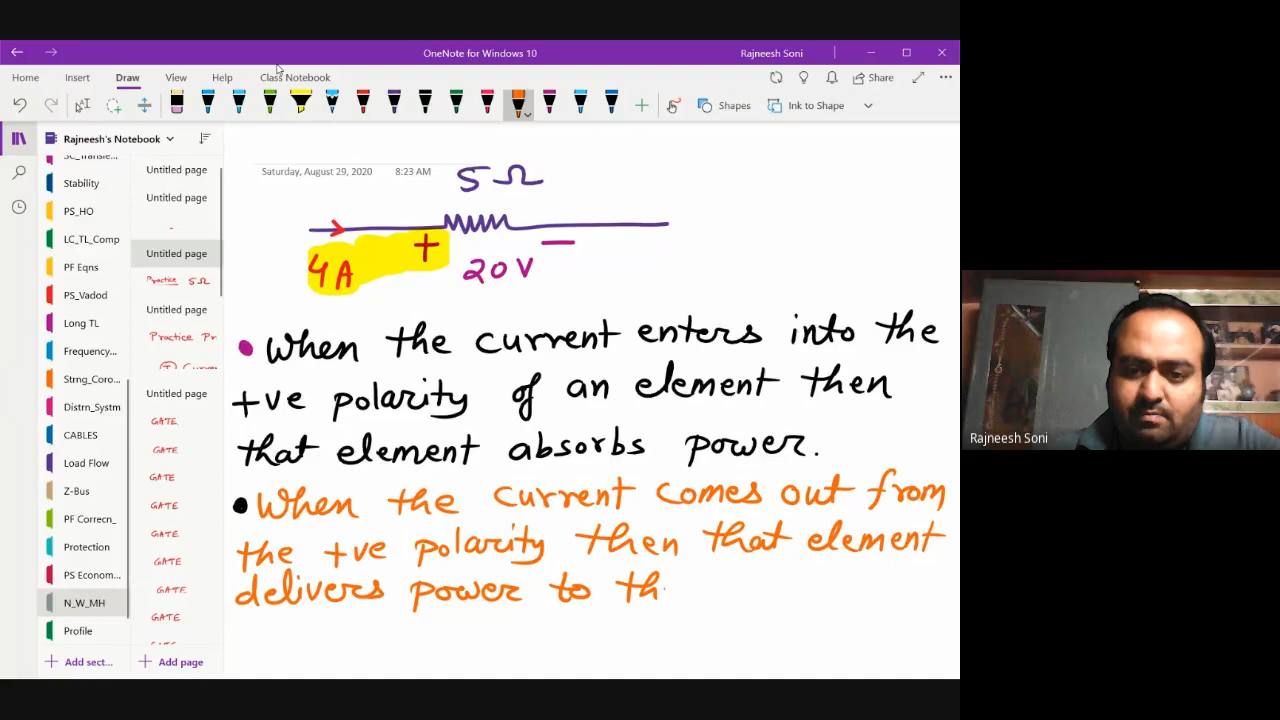 OneNote for Windows 10
Rajneesh Soni
Home Insert Draw View Help Class Notebook
Share
Shapes
Ink to Shape
Rajneesh's Notebook
Stability
PS_HO
LC_TL_Comp
PF Eqns
PS_Vadod
Long TL
Frequency...
Strng_Coro...
Distrn_Systm
CABLES
Load Flow
Z-Bus
PF Correcn_
Protection
PS Econom...
N_W_MH
Profile
Add sect...
Untitled page
Untitled page
Untitled page
Practice 5 Ω
Untitled page
Practice Pr
Untitled page
GATE
GATE
GATE
GATE
GATE
GATE
GATE
GATE
Add page
Saturday, August 29, 2020 8:23 AM
5 Ω
4A + 20 V −
• When the current enters into the
+ve polarity of an element then
that element absorbs power.
• When the current comes out from
the +ve polarity then that element
delivers power to th
Rajneesh Soni